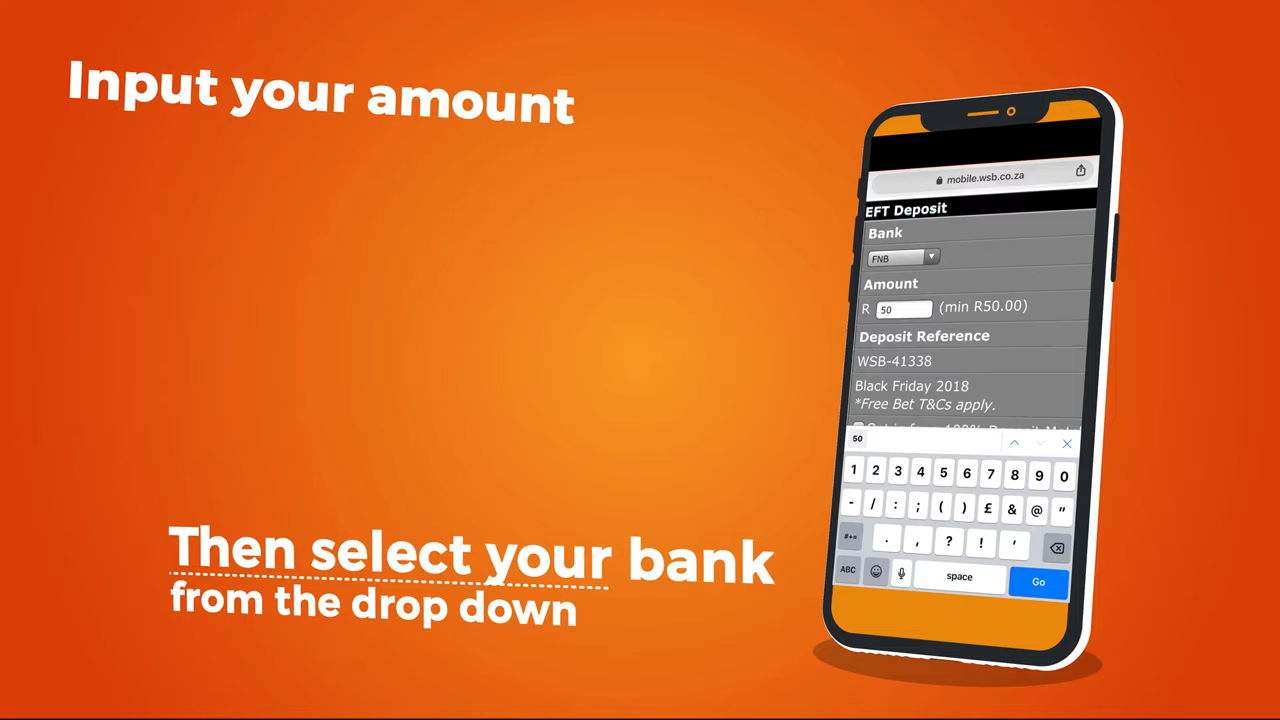 Input your amount
Then select your bank
from the drop down
mobile.wsb.co.za
EFT Deposit
Bank
FNB
Amount
R 50 (min R50.00)
Deposit Reference
WSB-41338
Black Friday 2018
*Free Bet T&Cs apply.
50
1 2 3 4 5 6 7 8 9 0
- / : ; ( ) £ & @ "
#+= . , ? ! '
ABC space Go